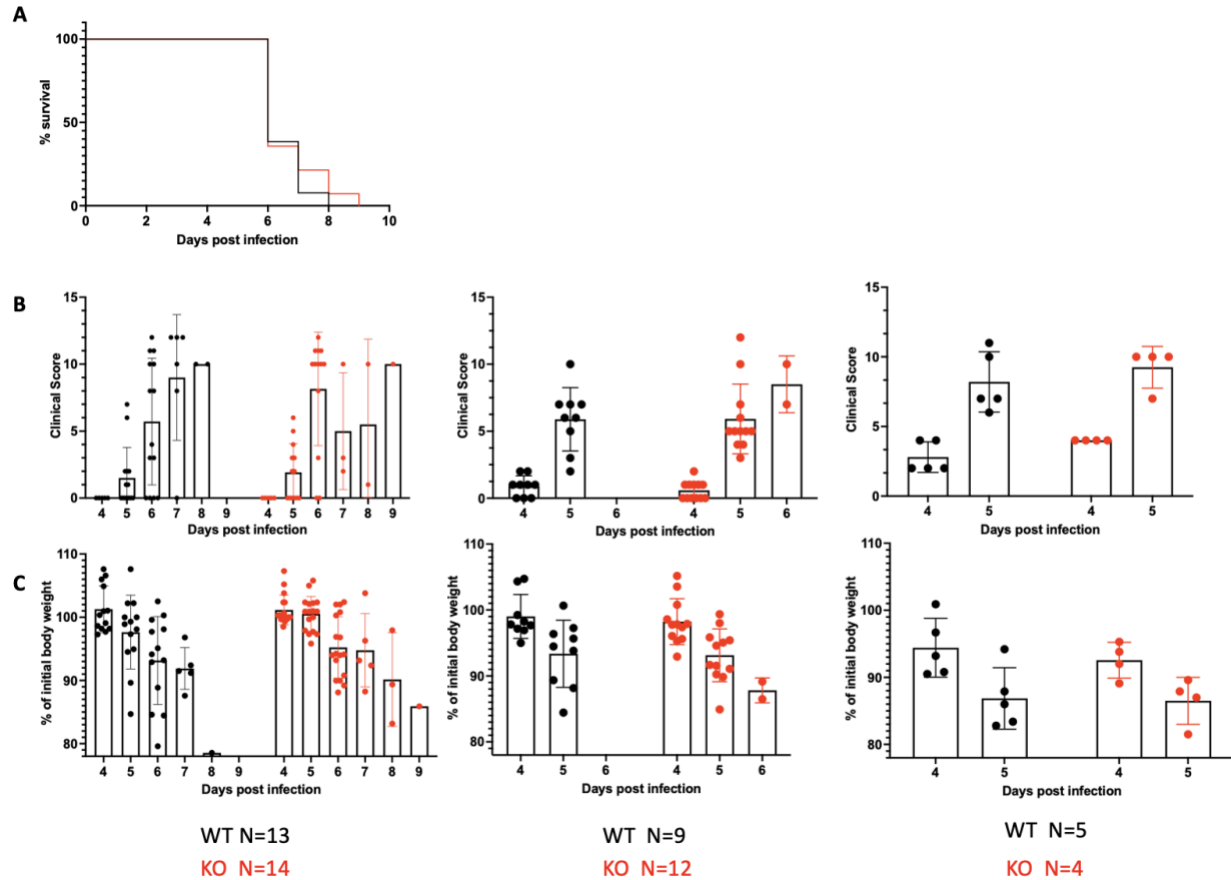 A
100
50
0
% survival
0 2 4 6 8 10
Days post infection
B
15
10
5
0
Clinical Score
4 5 6 7 8 9 4 5 6 7 8 9
Days post infection
15
10
5
0
Clinical Score
4 5 6 4 5 6
Days post infection
15
10
5
0
Clinical Score
4 5 4 5
Days post infection
C
110
100
90
80
% of initial body weight
4 5 6 7 8 9 4 5 6 7 8 9
Days post infection
110
100
90
80
% of initial body weight
4 5 6 4 5 6
Days post infection
110
100
90
80
% of initial body weight
4 5 4 5
Days post infection
WT N=13
KO N=14
WT N=9
KO N=12
WT N=5
KO N=4